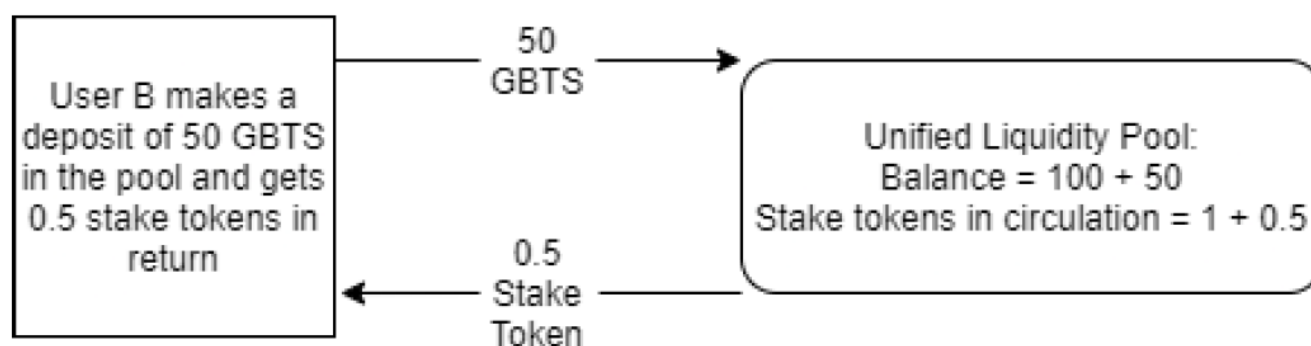 User B makes a
deposit of 50 GBTS
in the pool and gets
0.5 stake tokens in
return
50
GBTS
0.5
Stake
Token
Unified Liquidity Pool:
Balance = 100 + 50
Stake tokens in circulation = 1 + 0.5